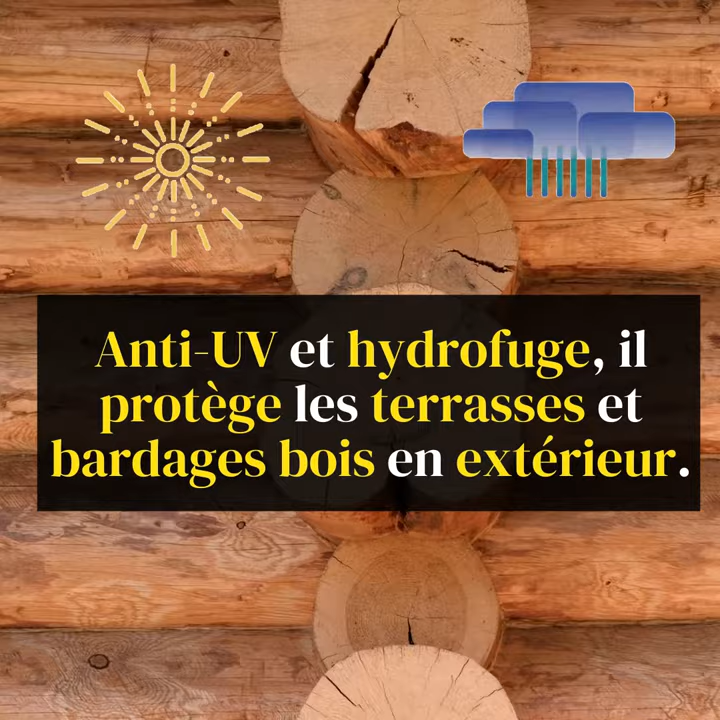 Anti-UV et hydrofuge, il
protège les terrasses et
bardages bois en extérieur.